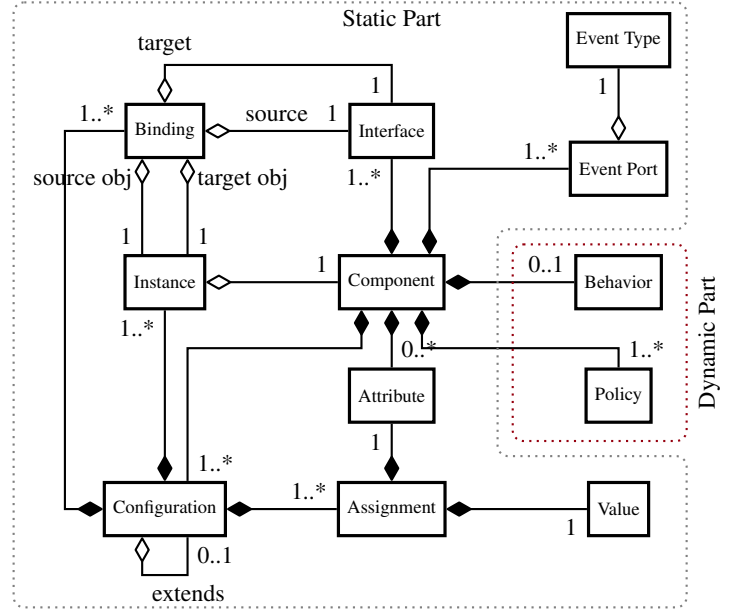 Static Part
Event Type
target
1
1
1..*
Binding
source
1
Interface
1..*
Event Port
source obj
target obj
1..*
1
1
1
0..1
Instance
Component
Behavior
Dynamic Part
1..*
0..*
1..*
Attribute
Policy
1
1..*
1..*
Configuration
Assignment
Value
1
0..1
extends